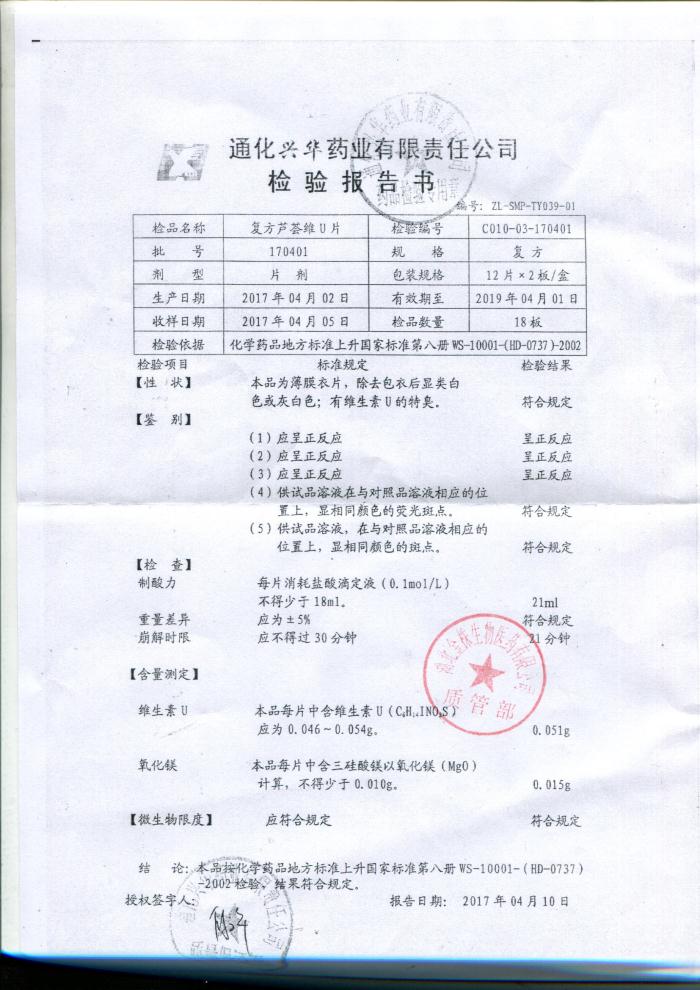 通化兴华药业有限责任公司
检验报告书
编号: ZL-SMP-TY039-01
检品名称 复方芦荟维U片 检验编号 C010-03-170401
批 号 170401 规 格 复方
剂 型 片 剂 包装规格 12片×2板/盒
生产日期 2017年04月02日 有效期至 2019年04月01日
收样日期 2017年04月05日 检品数量 18板
检验依据 化学药品地方标准上升国家标准第八册WS-10001-(HD-0737)-2002
检验项目 标准规定 检验结果
【性 状】 本品为薄膜衣片, 除去包衣后显类白
色或灰白色; 有维生素U的特臭。 符合规定
【鉴 别】
(1) 应呈正反应 呈正反应
(2) 应呈正反应 呈正反应
(3) 应呈正反应 呈正反应
(4) 供试品溶液在与对照品溶液相应的位
置上, 显相同颜色的荧光斑点。 符合规定
(5) 供试品溶液, 在与对照品溶液相应的
位置上, 显相同颜色的斑点。 符合规定
【检 查】
制酸力 每片消耗盐酸滴定液(0.1mol/L)
不得少于18ml。 21ml
重量差异 应为±5% 符合规定
崩解时限 应不得过30分钟 21分钟
【含量测定】
质管部
维生素U 本品每片中含维生素U(C₆H₁₄INO₂S)
应为0.046~0.054g。 0.051g
氧化镁 本品每片中含三硅酸镁以氧化镁(MgO)
计算, 不得少于0.010g。 0.015g
【微生物限度】 应符合规定 符合规定
结 论: 本品按化学药品地方标准上升国家标准第八册WS-10001-(HD-0737)
-2002检验, 结果符合规定。
授权签字人: 报告日期: 2017年04月10日